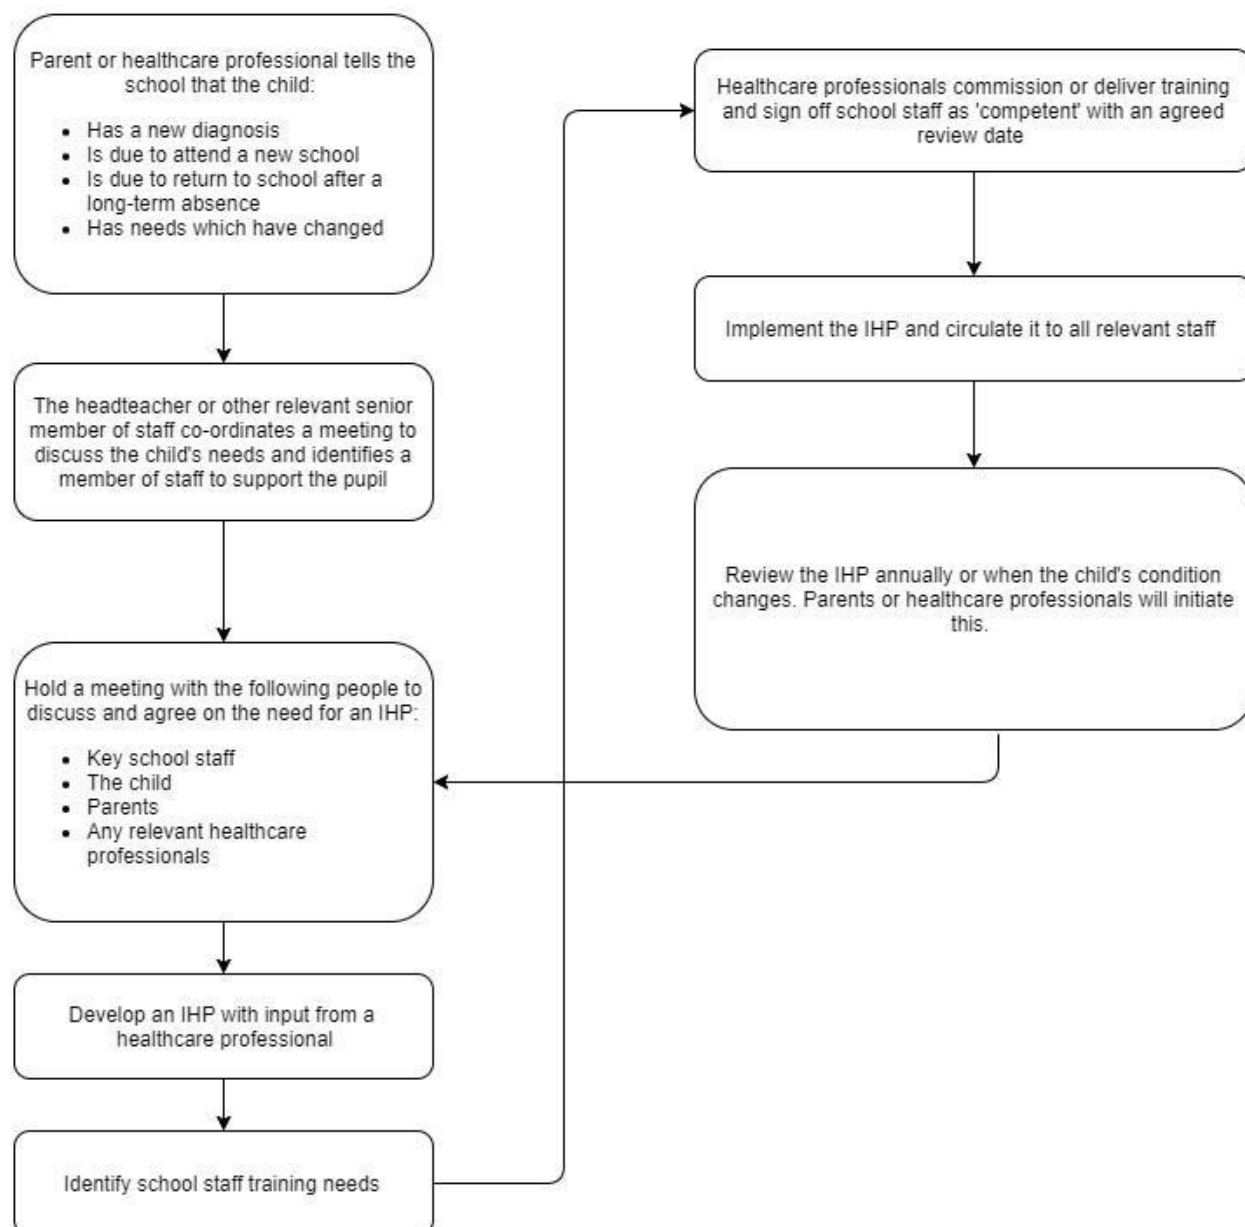 Parent or healthcare professional tells the
school that the child:
• Has a new diagnosis
• Is due to attend a new school
• Is due to return to school after a
long-term absence
• Has needs which have changed
The headteacher or other relevant senior
member of staff co-ordinates a meeting to
discuss the child's needs and identifies a
member of staff to support the pupil
Hold a meeting with the following people to
discuss and agree on the need for an IHP:
• Key school staff
• The child
• Parents
• Any relevant healthcare
professionals
Develop an IHP with input from a
healthcare professional
Identify school staff training needs
Healthcare professionals commission or deliver training
and sign off school staff as 'competent' with an agreed
review date
Implement the IHP and circulate it to all relevant staff
Review the IHP annually or when the child's condition
changes. Parents or healthcare professionals will initiate
this.